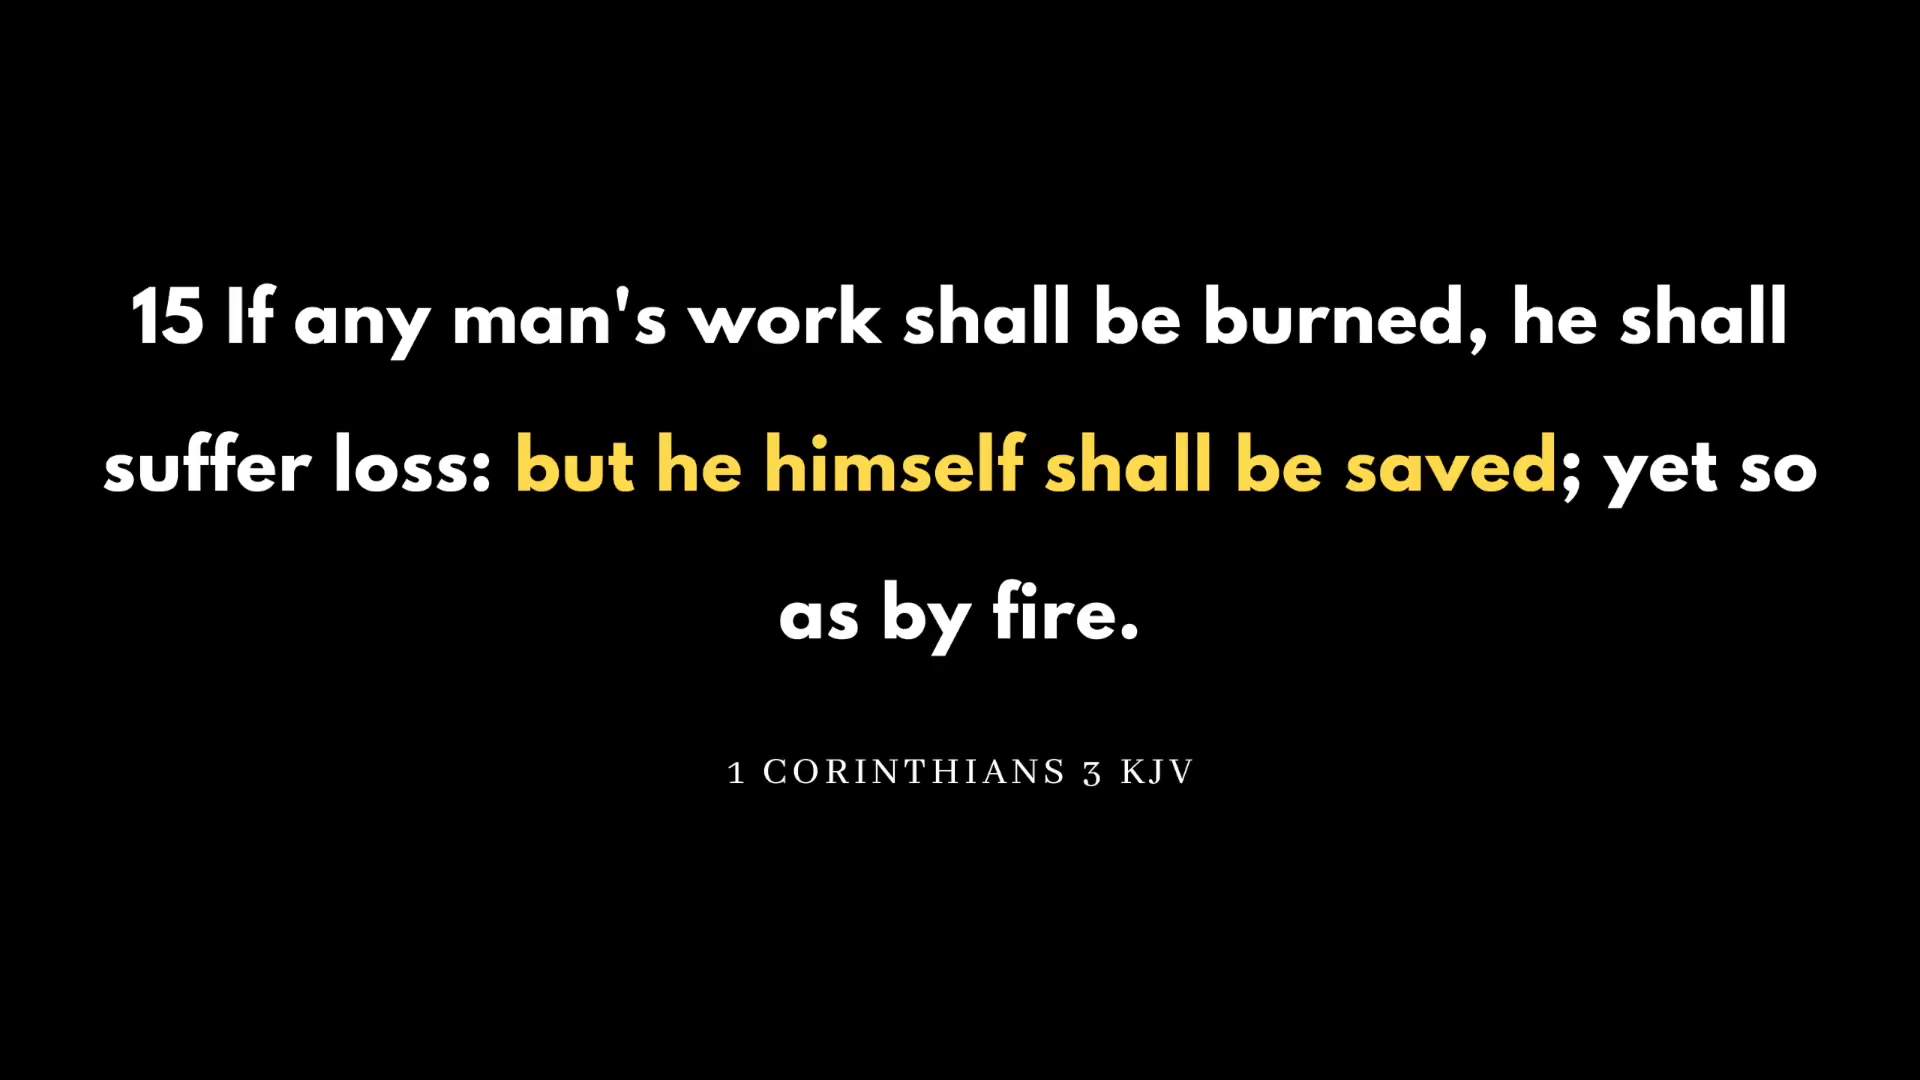 15 If any man's work shall be burned, he shall
suffer loss: but he himself shall be saved; yet so
as by fire.
1 CORINTHIANS 3 KJV